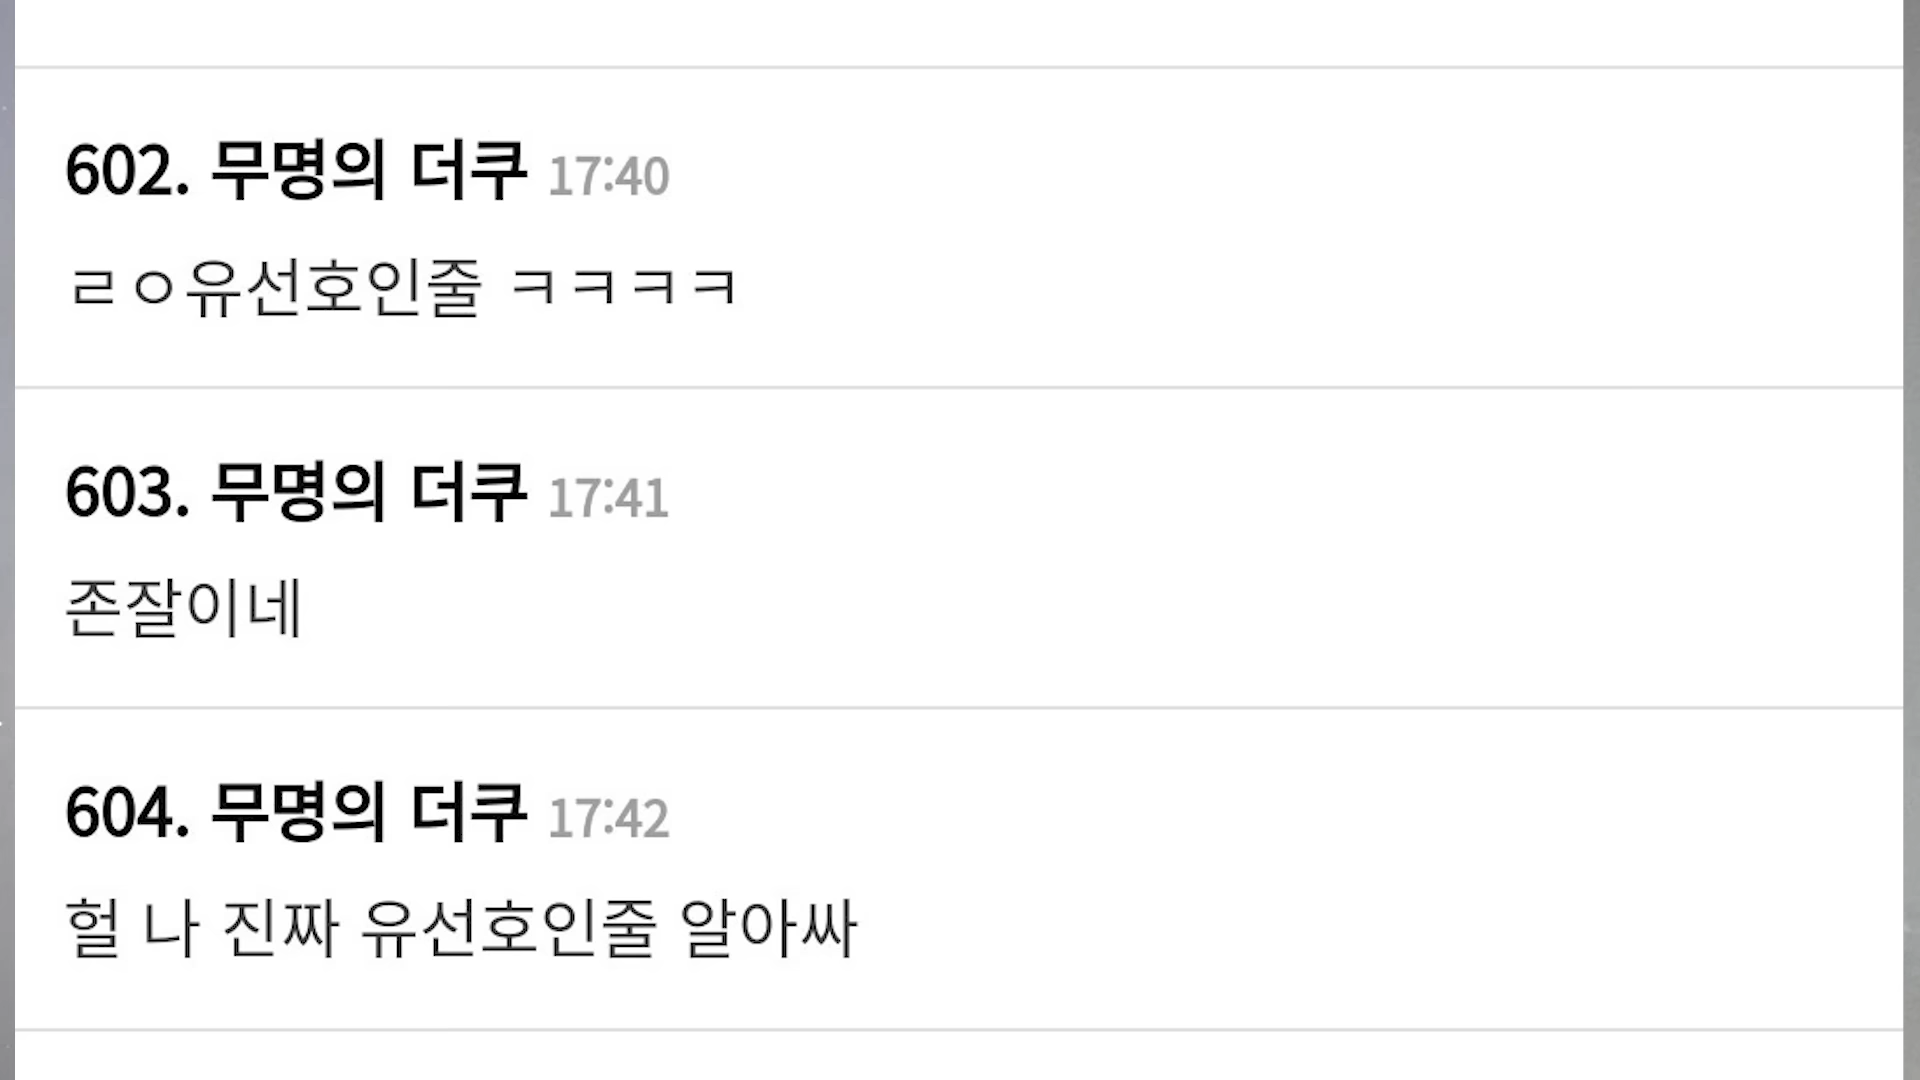 602. 무명의 더쿠 17:40
ㄹㅇ유선호인줄 ㅋㅋㅋㅋ
603. 무명의 더쿠 17:41
존잘이네
604. 무명의 더쿠 17:42
헐 나 진짜 유선호인줄 알아싸